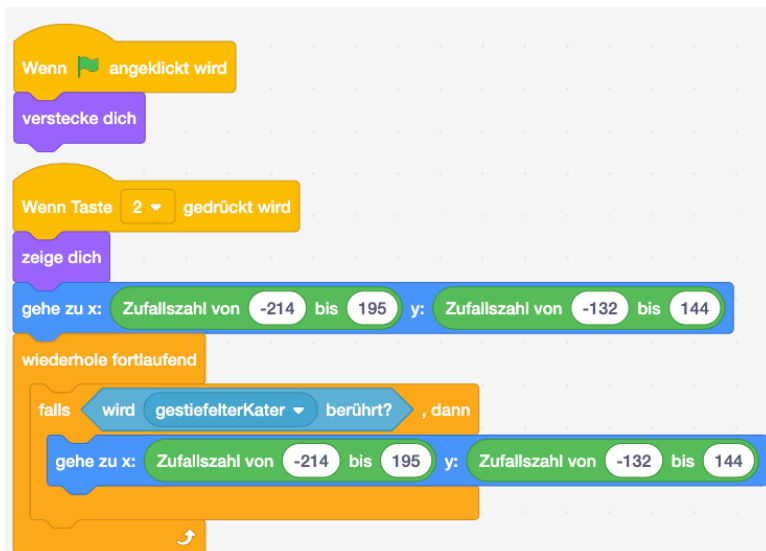 Wenn angeklickt wird
verstecke dich
Wenn Taste 2 gedrückt wird
zeige dich
gehe zu x: Zufallszahl von -214 bis 195 y: Zufallszahl von -132 bis 144
wiederhole fortlaufend
falls wird gestiefelterKater berührt? , dann
gehe zu x: Zufallszahl von -214 bis 195 y: Zufallszahl von -132 bis 144